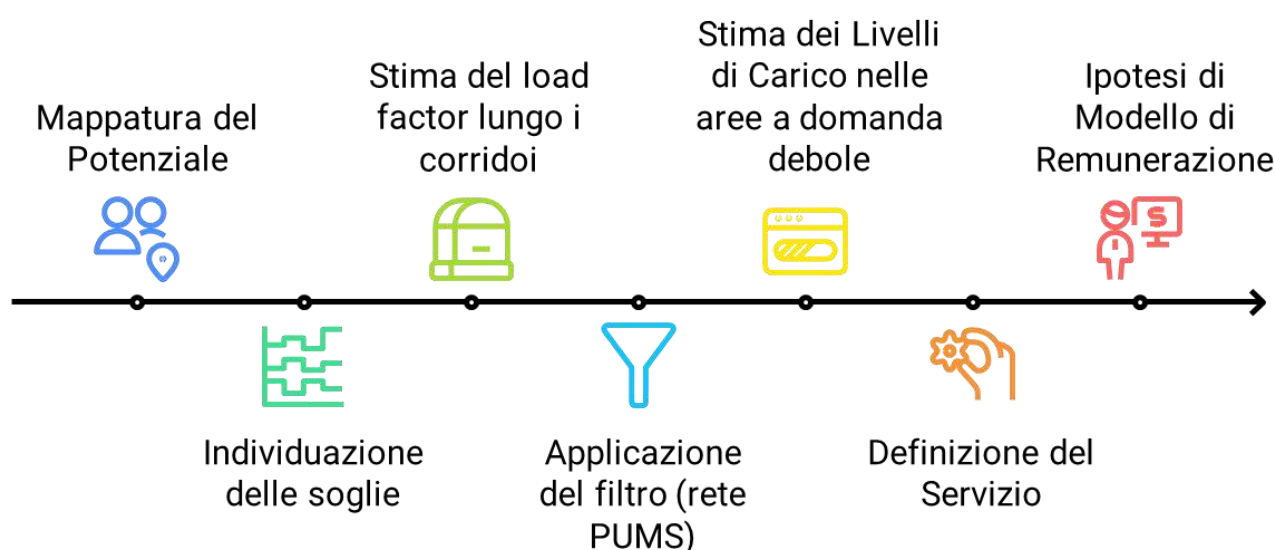 Mappatura del
Potenziale
Individuazione
delle soglie
Stima del load
factor lungo i
corridoi
Applicazione
del filtro (rete
PUMS)
Stima dei Livelli
di Carico nelle
aree a domanda
debole
Definizione del
Servizio
Ipotesi di
Modello di
Remunerazione
S